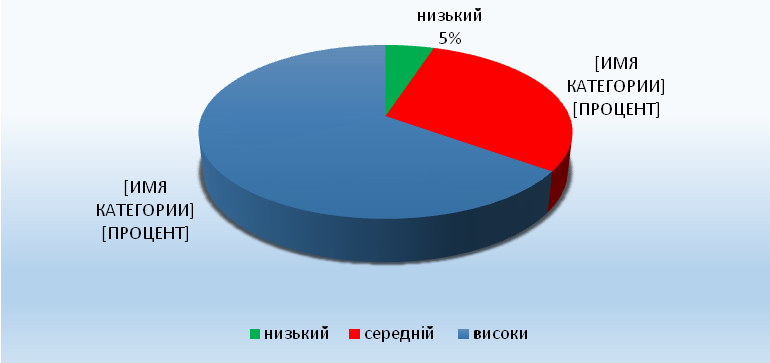 низький
5%
[ИМЯ
КАТЕГОРИИ]
[ПРОЦЕНТ]
[ИМЯ
КАТЕГОРИИ]
[ПРОЦЕНТ]
низький середній високи